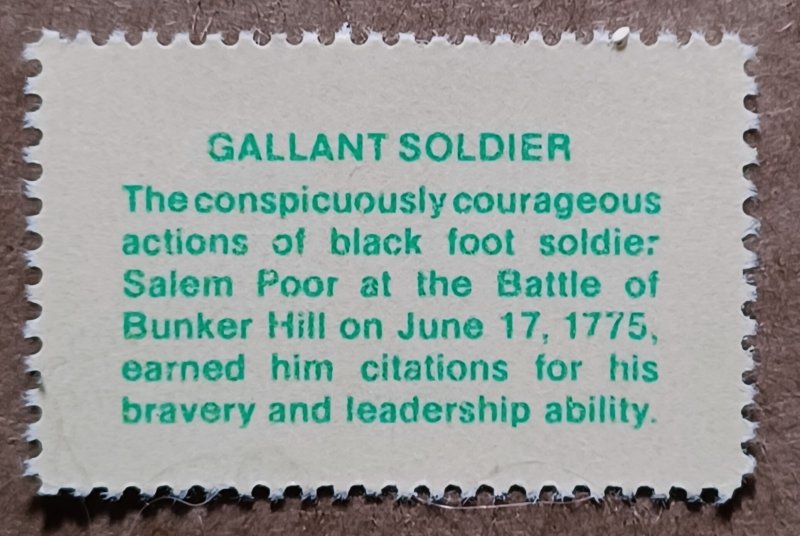 GALLANT SOLDIER
The conspicuously courageous
actions of black foot soldier
Salem Poor at the Battle of
Bunker Hill on June 17, 1775,
earned him citations for his
bravery and leadership ability.